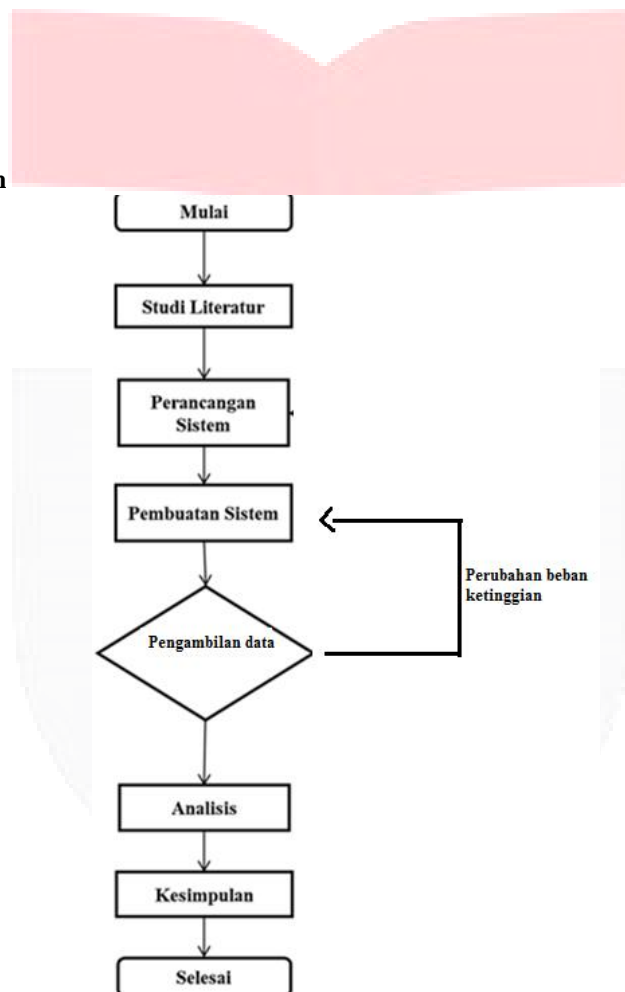 n
Mulai
Studi Literatur
Perancangan
Sistem
Pembuatan Sistem
Perubahan beban
ketinggian
Pengambilan data
Analisis
Kesimpulan
Selesai